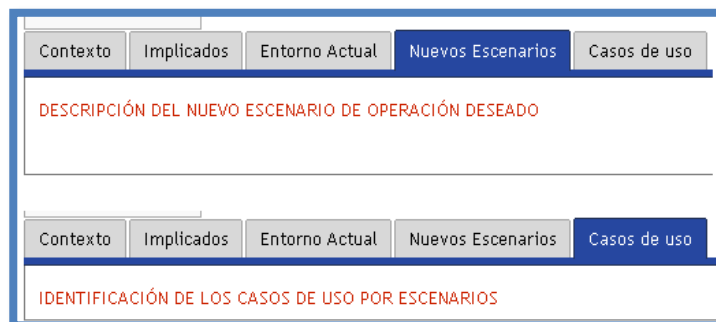 Contexto Implicados Entorno Actual Nuevos Escenarios Casos de uso
DESCRIPCIÓN DEL NUEVO ESCENARIO DE OPERACIÓN DESEADO
Contexto Implicados Entorno Actual Nuevos Escenarios Casos de uso
IDENTIFICACIÓN DE LOS CASOS DE USO POR ESCENARIOS